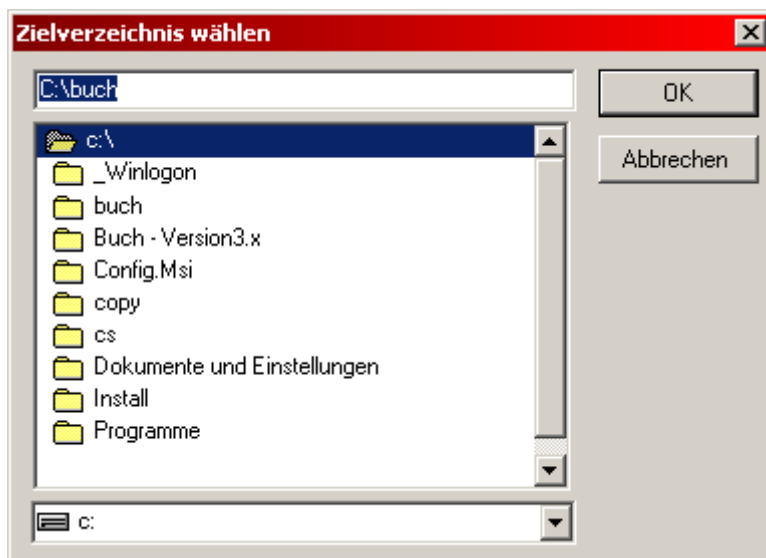 Zielverzeichnis wählen
C:\buch
OK
c:\
Abbrechen
_Winlogon
buch
Buch - Version3.x
Config.Msi
copy
cs
Dokumente und Einstellungen
Install
Programme
c: